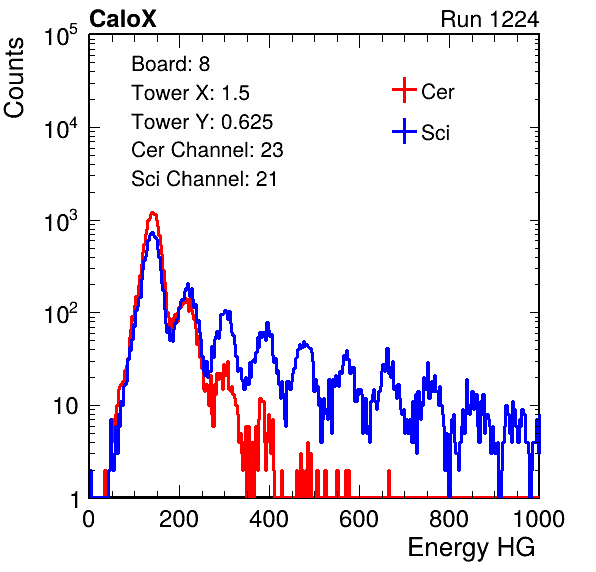 CaloX Run 1224
Counts
Board: 8
Tower X: 1.5
Tower Y: 0.625
Cer Channel: 23
Sci Channel: 21
Cer
Sci
10^5
10^4
10^3
10^2
10
1
0 200 400 600 800 1000
Energy HG